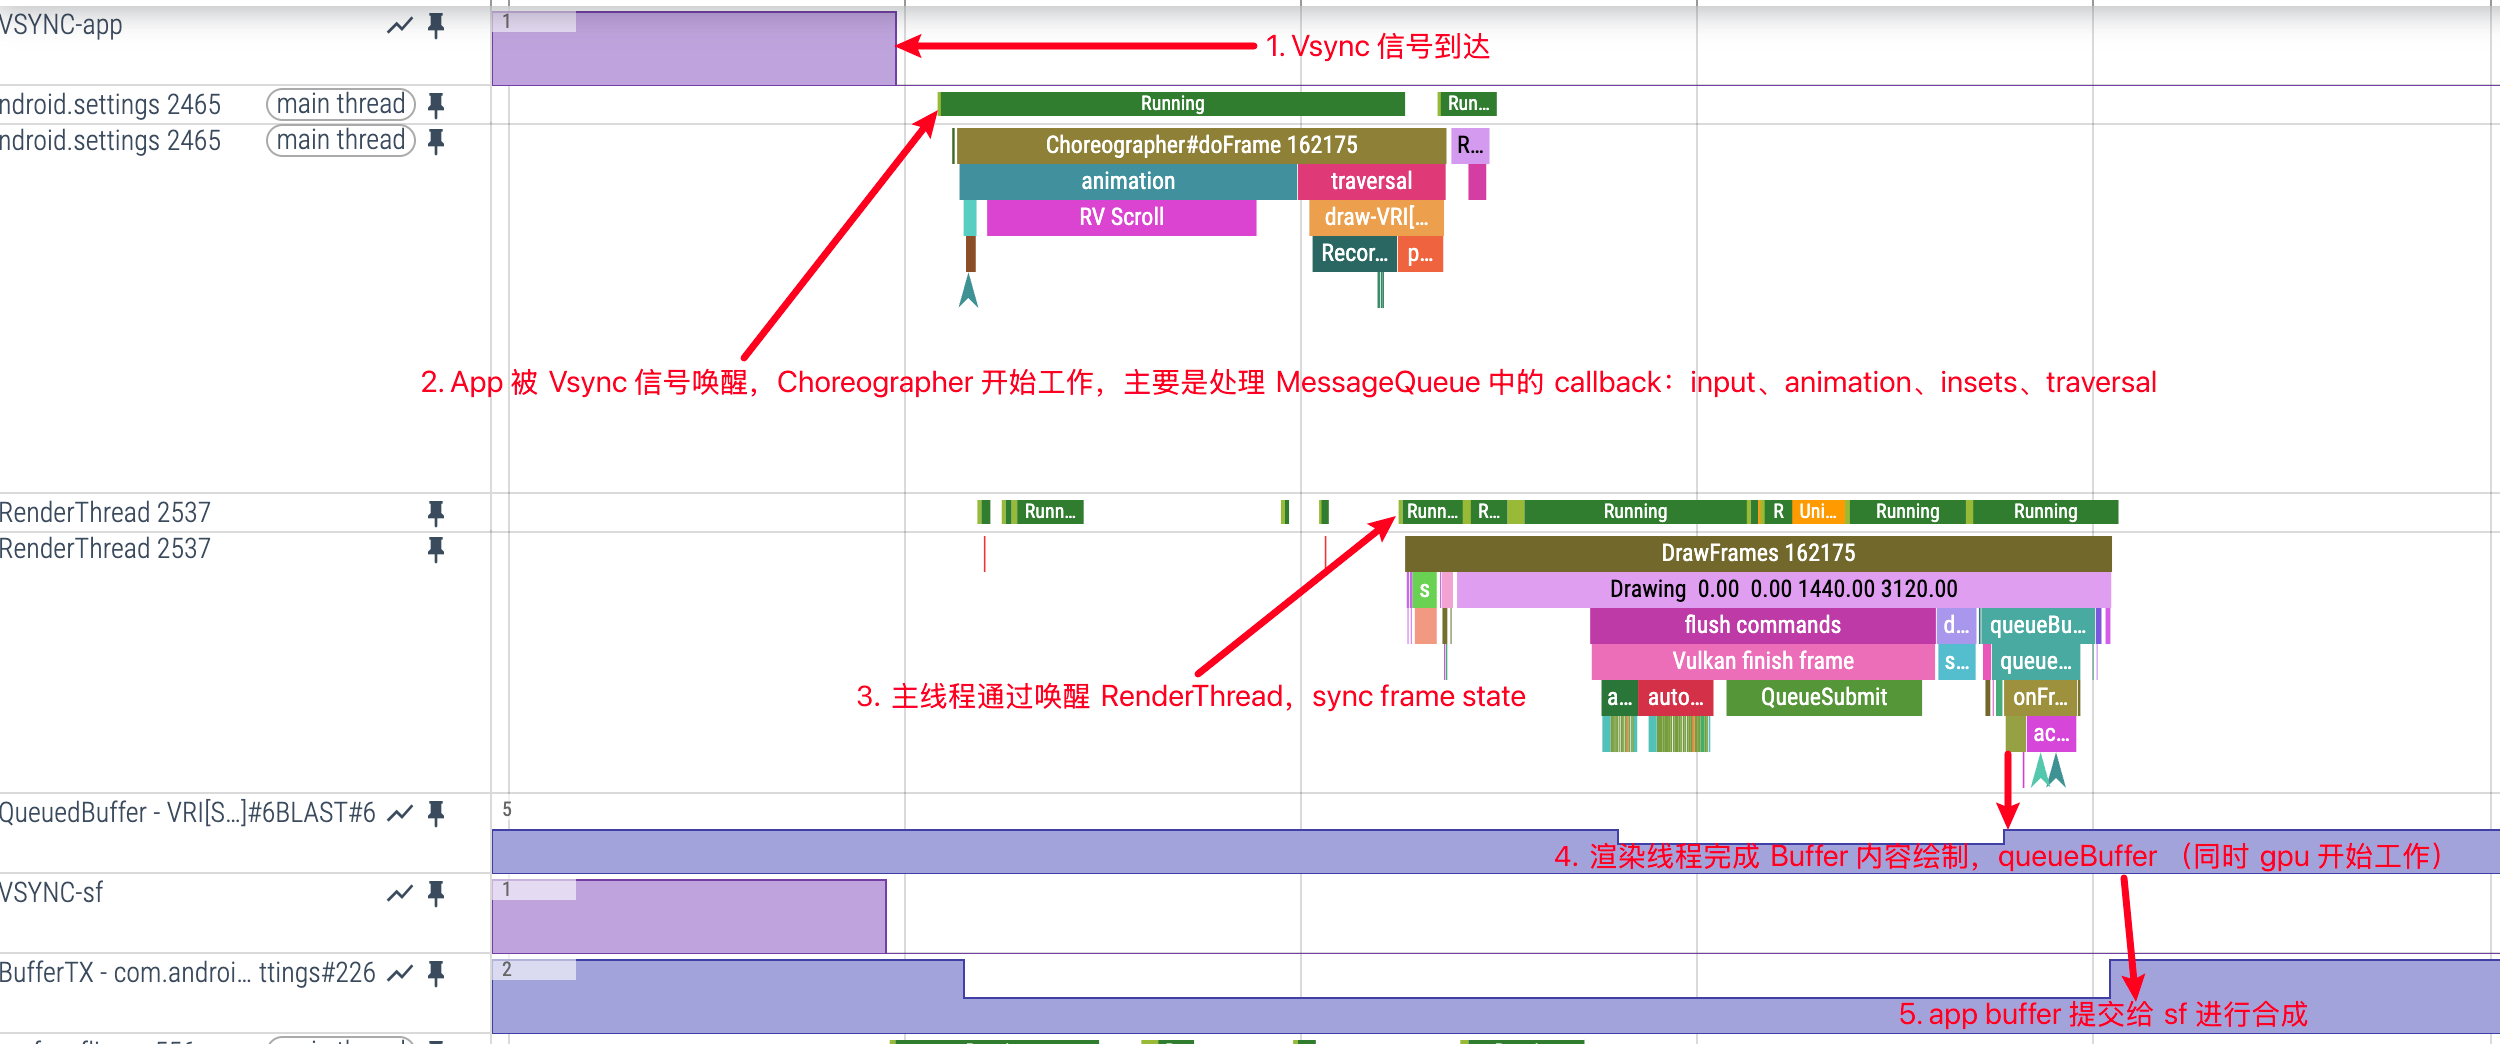 VSYNC-app
1
1. Vsync 信号到达
ndroid.settings 2465 main thread
Running
Run...
ndroid.settings 2465 main thread
Choreographer#doFrame 162175
R...
animation
traversal
RV Scroll
draw-VRI[...
Recor...
p...
2. App 被 Vsync 信号唤醒，Choreographer 开始工作，主要是处理 MessageQueue 中的 callback：input、animation、insets、traversal
RenderThread 2537
Runn...
Runn...
R...
Running
R
Uni...
Running
Running
RenderThread 2537
DrawFrames 162175
s
Drawing 0.00 0.00 1440.00 3120.00
flush commands
d...
queueBu...
Vulkan finish frame
s...
queue...
3. 主线程通过唤醒 RenderThread，sync frame state
a...
auto...
QueueSubmit
onFr...
ac...
QueuedBuffer - VRI[S...]#6BLAST#6
5
4. 渲染线程完成 Buffer 内容绘制，queueBuffer （同时 gpu 开始工作）
VSYNC-sf
1
BufferTX - com.androi... ttings#226
2
5. app buffer 提交给 sf 进行合成